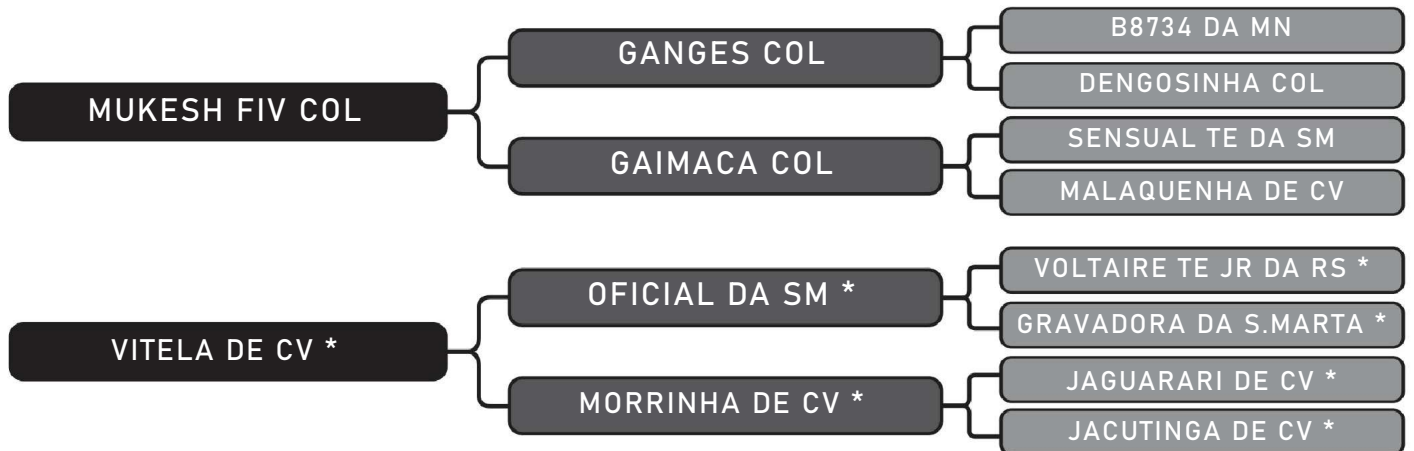 MUKESH FIV COL
GANGES COL
B8734 DA MN
DENGOSINHA COL
GAIMACA COL
SENSUAL TE DA SM
MALAQUENHA DE CV
VITELA DE CV *
OFICIAL DA SM *
VOLTAIRE TE JR DA RS *
GRAVADORA DA S.MARTA *
MORRINHA DE CV *
JAGUARARI DE CV *
JACUTINGA DE CV *